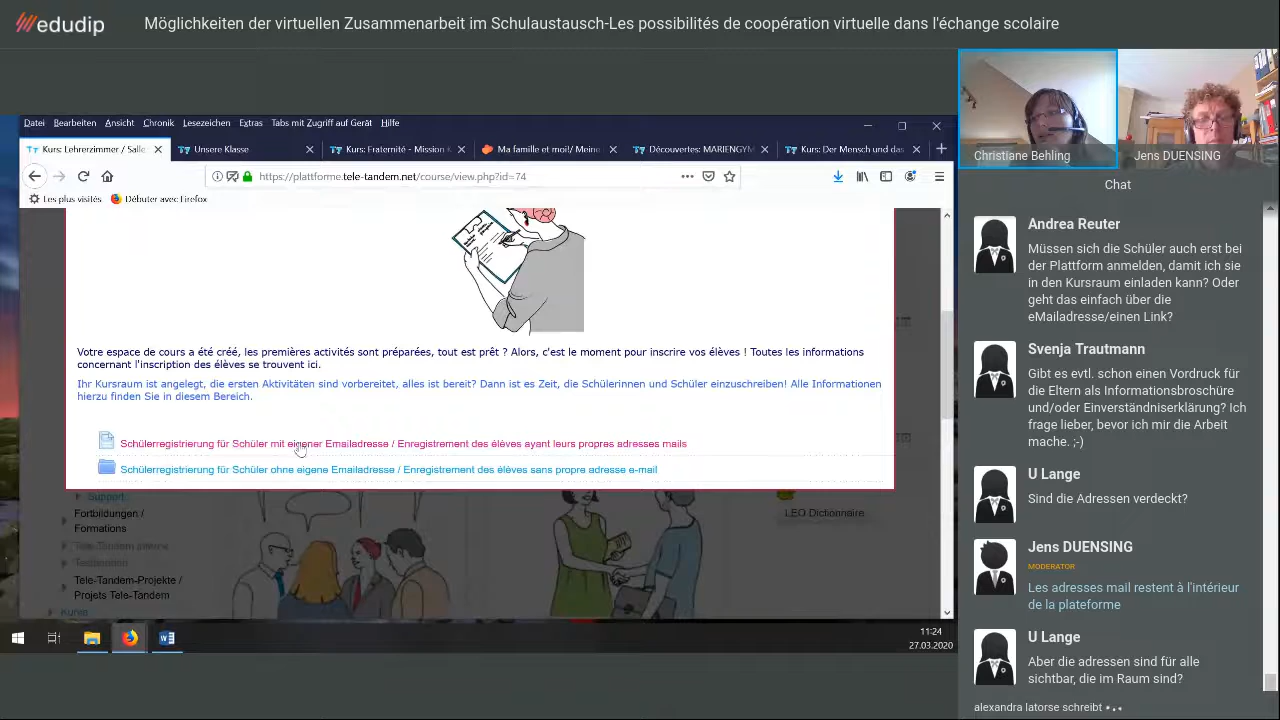 edudip
Möglichkeiten der virtuellen Zusammenarbeit im Schulaustausch-Les possibilités de coopération virtuelle dans l'échange scolaire
Datei Bearbeiten Ansicht Chronik Lesezeichen Extras Tabs mit Zugriff auf Gerät Hilfe
Kurs: Lehrerzimmer / Salle
Unsere Klasse
Kurs: Fraternité - Mission
Ma famille et moi!/ Meine
Découvertes: MARIENGYM
Kurs: Der Mensch und das
https://plattforme.tele-tandem.net/course/view.php?id=74
Les plus visités
Débuter avec Firefox
Votre espace de cours a été créé, les premières activités sont préparées, tout est prêt ? Alors, c'est le moment pour inscrire vos élèves ! Toutes les informations
concernant l'inscription des élèves se trouvent ici.
Ihr Kursraum ist angelegt, die ersten Aktivitäten sind vorbereitet, alles ist bereit? Dann ist es Zeit, die Schülerinnen und Schüler einzuschreiben! Alle Informationen
hierzu finden Sie in diesem Bereich.
Schülerregistrierung für Schüler mit eigener Emailadresse / Enregistrement des élèves ayant leurs propres adresses mails
Schülerregistrierung für Schüler ohne eigene Emailadresse / Enregistrement des élèves sans propre adresse e-mail
Support
Fortbildungen /
Formations
Tele-Tandem interne
Testboden
Tele-Tandem-Projekte /
Projets Tele-Tandem
Kurse
LEO Dictionnaire
11:24
27.03.2020
Christiane Behling
Jens DUENSING
Chat
Andrea Reuter
Müssen sich die Schüler auch erst bei
der Plattform anmelden, damit ich sie
in den Kursraum einladen kann? Oder
geht das einfach über die
eMailadresse/einen Link?
Svenja Trautmann
Gibt es evtl. schon einen Vordruck für
die Eltern als Informationsbroschüre
und/oder Einverständniserklärung? Ich
frage lieber, bevor ich mir die Arbeit
mache. ;-)
U Lange
Sind die Adressen verdeckt?
Jens DUENSING
MODERATOR
Les adresses mail restent à l'intérieur
de la plateforme
U Lange
Aber die adressen sind für alle
sichtbar, die im Raum sind?
alexandra latorse schreibt